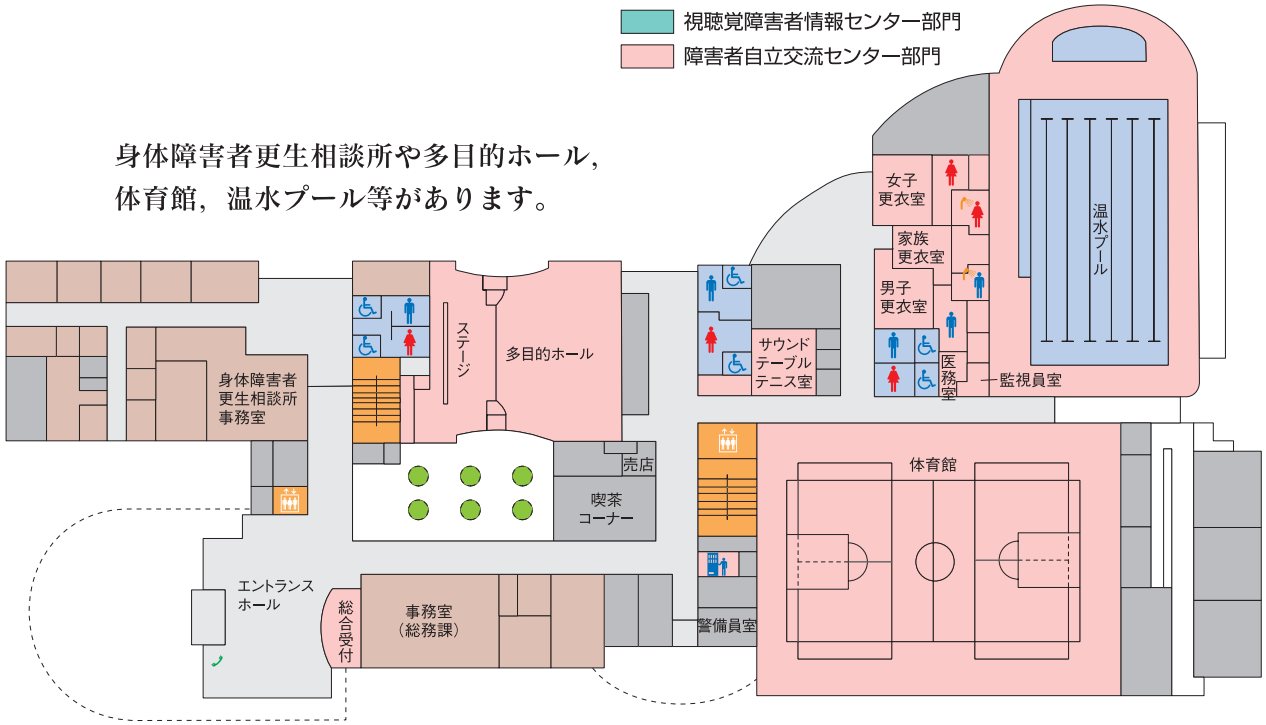 視聴覚障害者情報センター部門
障害者自立交流センター部門
身体障害者更生相談所や多目的ホール,
体育館, 温水プール等があります。
女子
更衣室
家族
更衣室
男子
更衣室
温水プール
医務室
監視員室
サウンド
テーブル
テニス室
ステージ
多目的ホール
身体障害者
更生相談所
事務室
売店
喫茶
コーナー
体育館
エントランス
ホール
総合受付
事務室
(総務課)
警備員室